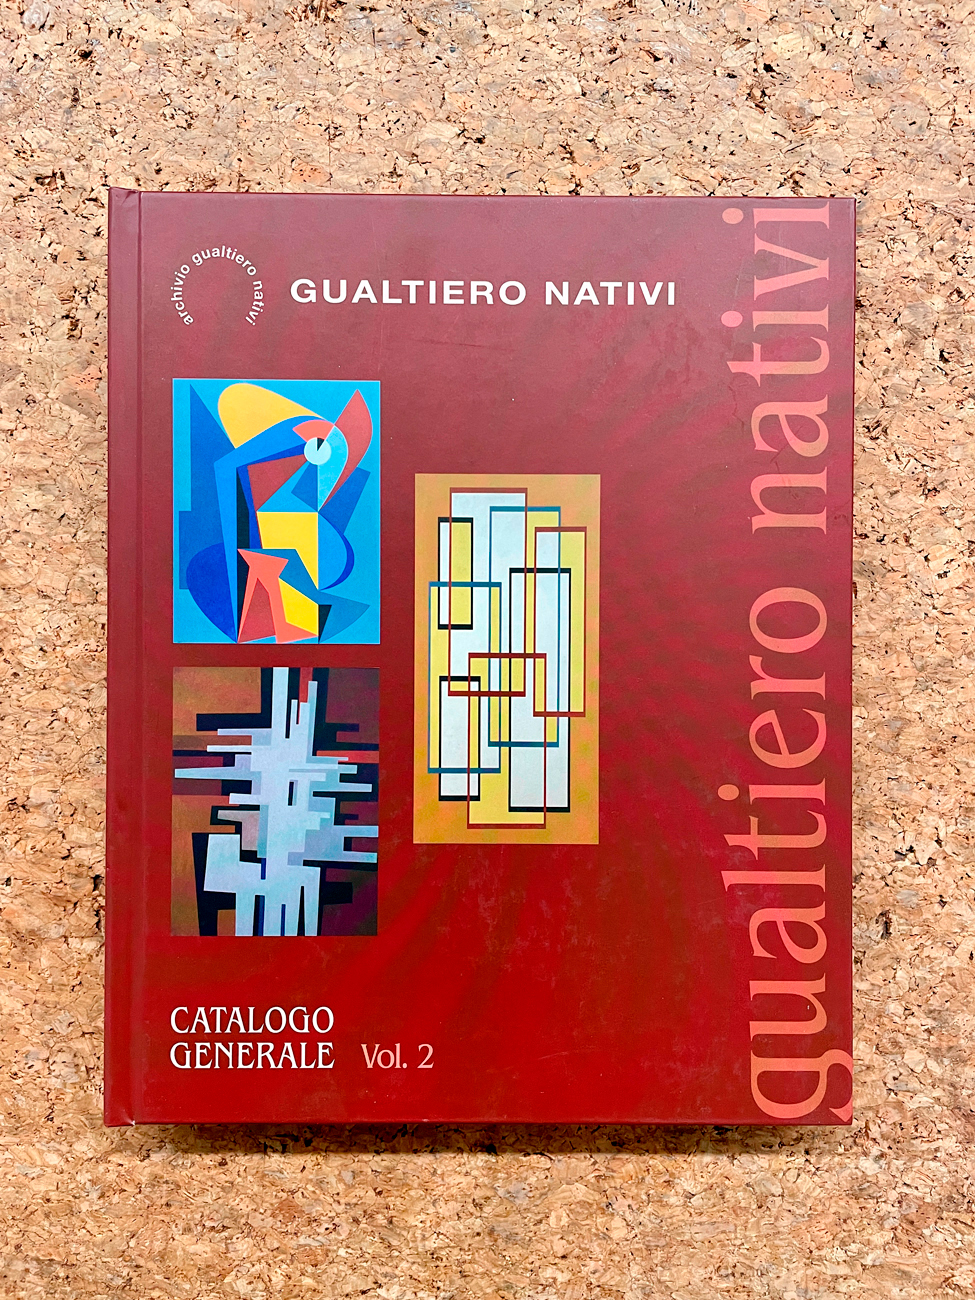 archivio gualtiero nativi
GUALTIERO NATIVI
gualtiero nativi
CATALOGO
GENERALE Vol. 2